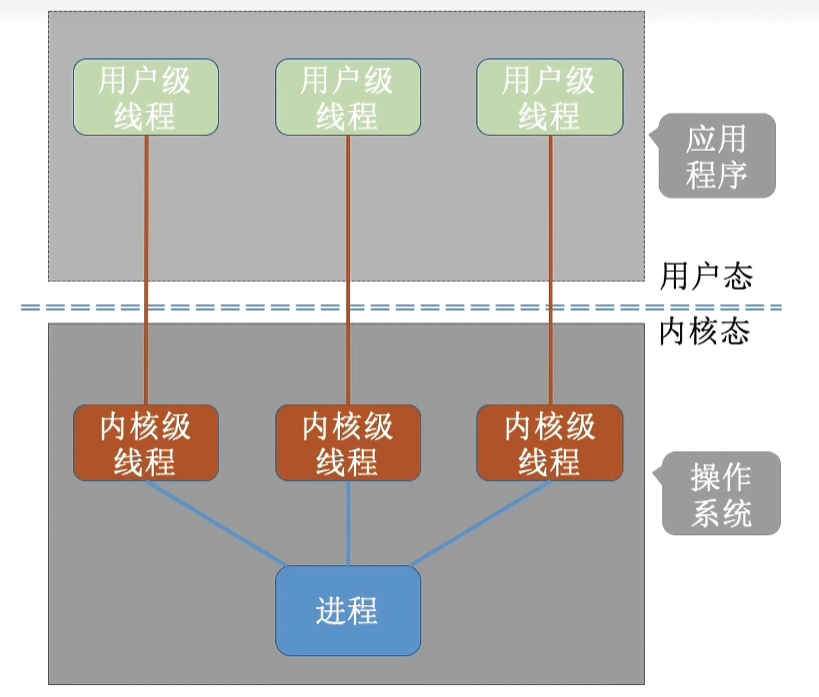 用户级 用户级 用户级
线程 线程 线程
应用
程序
用户态
内核态
内核级 内核级 内核级
线程 线程 线程
操作
系统
进程